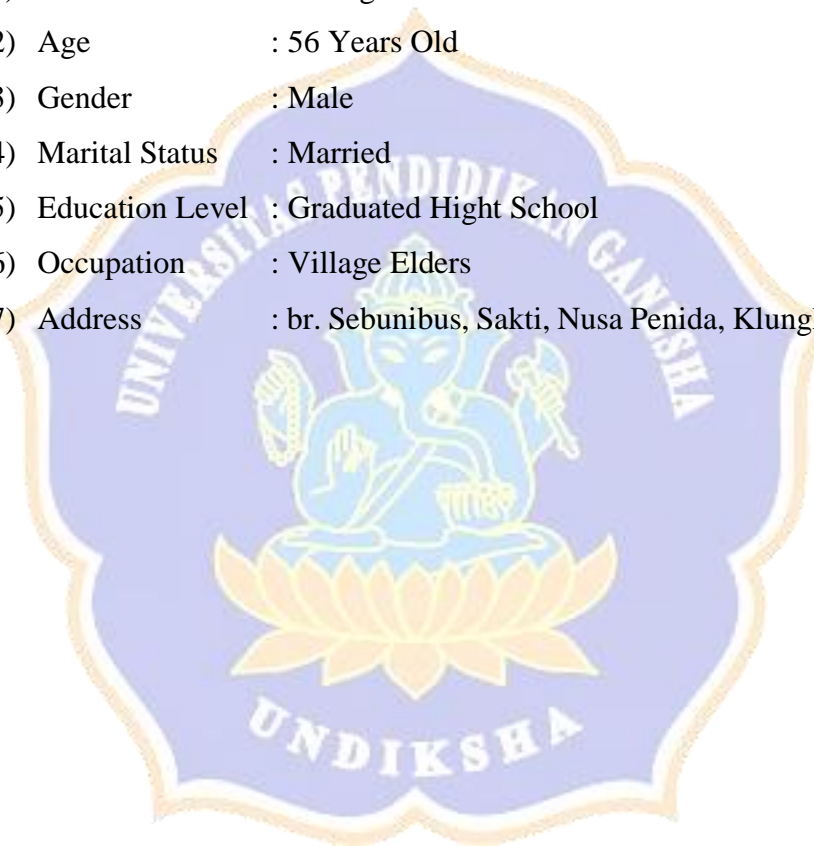 2) Age : 56 Years Old
3) Gender : Male
4) Marital Status : Married
5) Education Level : Graduated Hight School
6) Occupation : Village Elders
7) Address : br. Sebunibus, Sakti, Nusa Penida,
UNIVERSITAS PENDIDIKAN GANESHA
UNDIKSHA